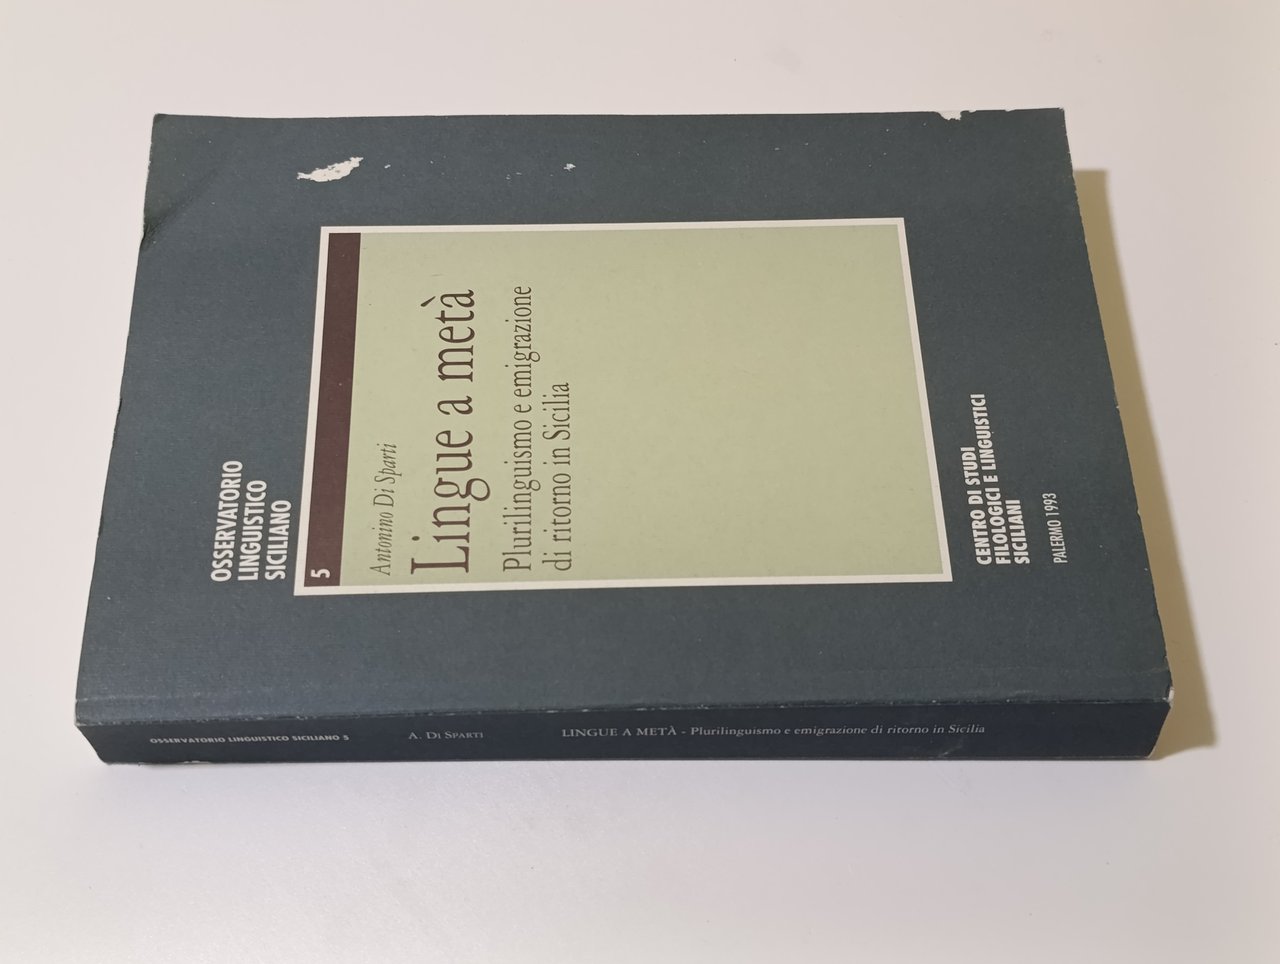 OSSERVATORIO
LINGUISTICO
SICILIANO
5
Antonino Di Sparti
Lingue a metà
Plurilinguismo e emigrazione
di ritorno in Sicilia
CENTRO DI STUDI
FILOLOGICI E LINGUISTICI
SICILIANI
PALERMO 1993
OSSERVATORIO LINGUISTICO SICILIANO 5 A. DI SPARTI LINGUE A METÀ - Plurilinguismo e emigrazione di ritorno in Sicilia